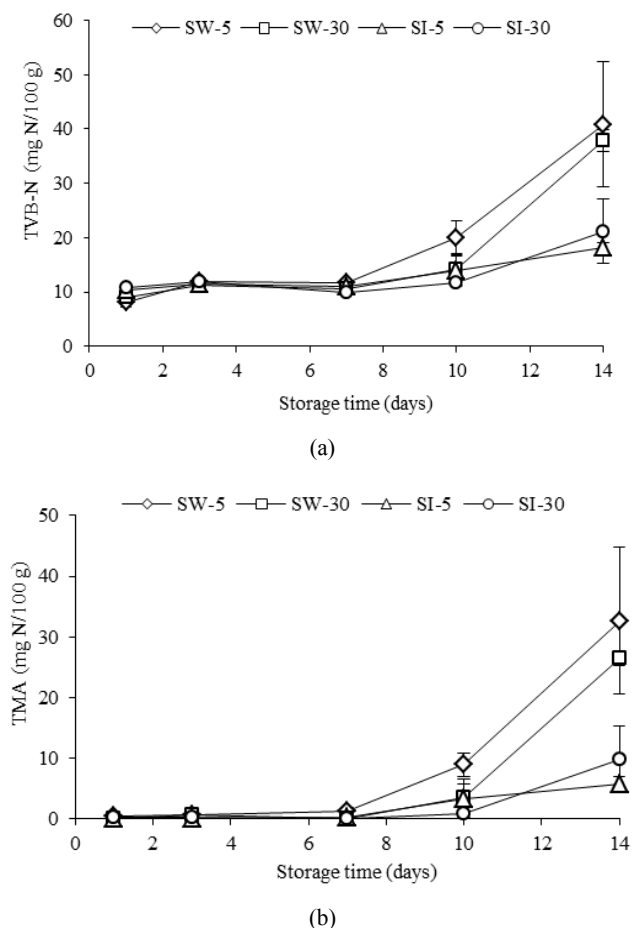 SW-5 SW-30 SI-5 SI-30
60
50
40
30
20
10
0
TVB-N (mg N/100 g)
0 2 4 6 8 10 12 14
Storage time (days)
(a)
SW-5 SW-30 SI-5 SI-30
50
40
30
20
10
0
TMA (mg N/100 g)
0 2 4 6 8 10 12 14
Storage time (days)
(b)